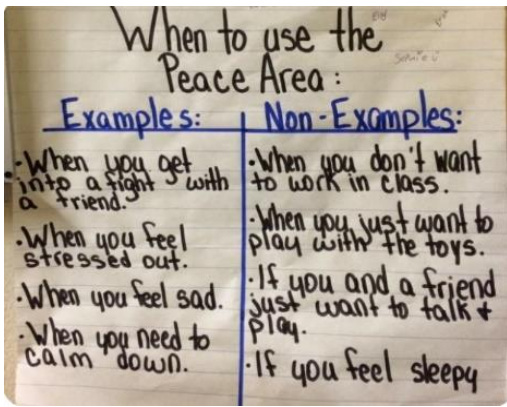 When to use the
Peace Area:
Examples:
Non-Examples:
·When you get
into a fight with
a friend.
·When you feel
stressed out.
·When you feel sad.
·When you need to
calm down.
·When you don't want
to work in class.
·When you just want to
play with the toys.
·If you and a friend
just want to talk &
play.
·If you feel sleepy